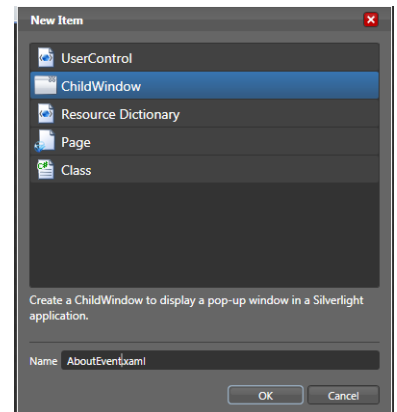 New Item
UserControl
ChildWindow
Resource Dictionary
Page
C#
Class
Create a ChildWindow to display a pop-up window in a Silverlight
application.
Name AboutEvent.xaml
OK Cancel